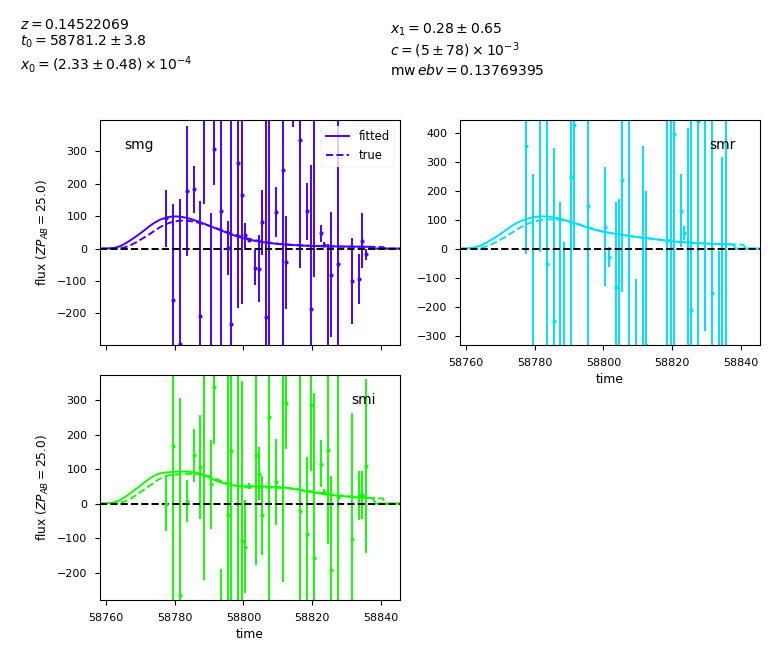 z = 0.14522069
t0 = 58781.2 ± 3.8
x0 = (2.33 ± 0.48) × 10^−4
x1 = 0.28 ± 0.65
c = (5 ± 78) × 10^−3
mw ebv = 0.13769395
smg
fitted
true
300
200
100
0
−100
−200
flux (ZP_AB = 25.0)
smr
400
300
200
100
0
−100
−200
−300
58760 58780 58800 58820 58840
time
smi
300
200
100
0
−100
−200
flux (ZP_AB = 25.0)
58760 58780 58800 58820 58840
time